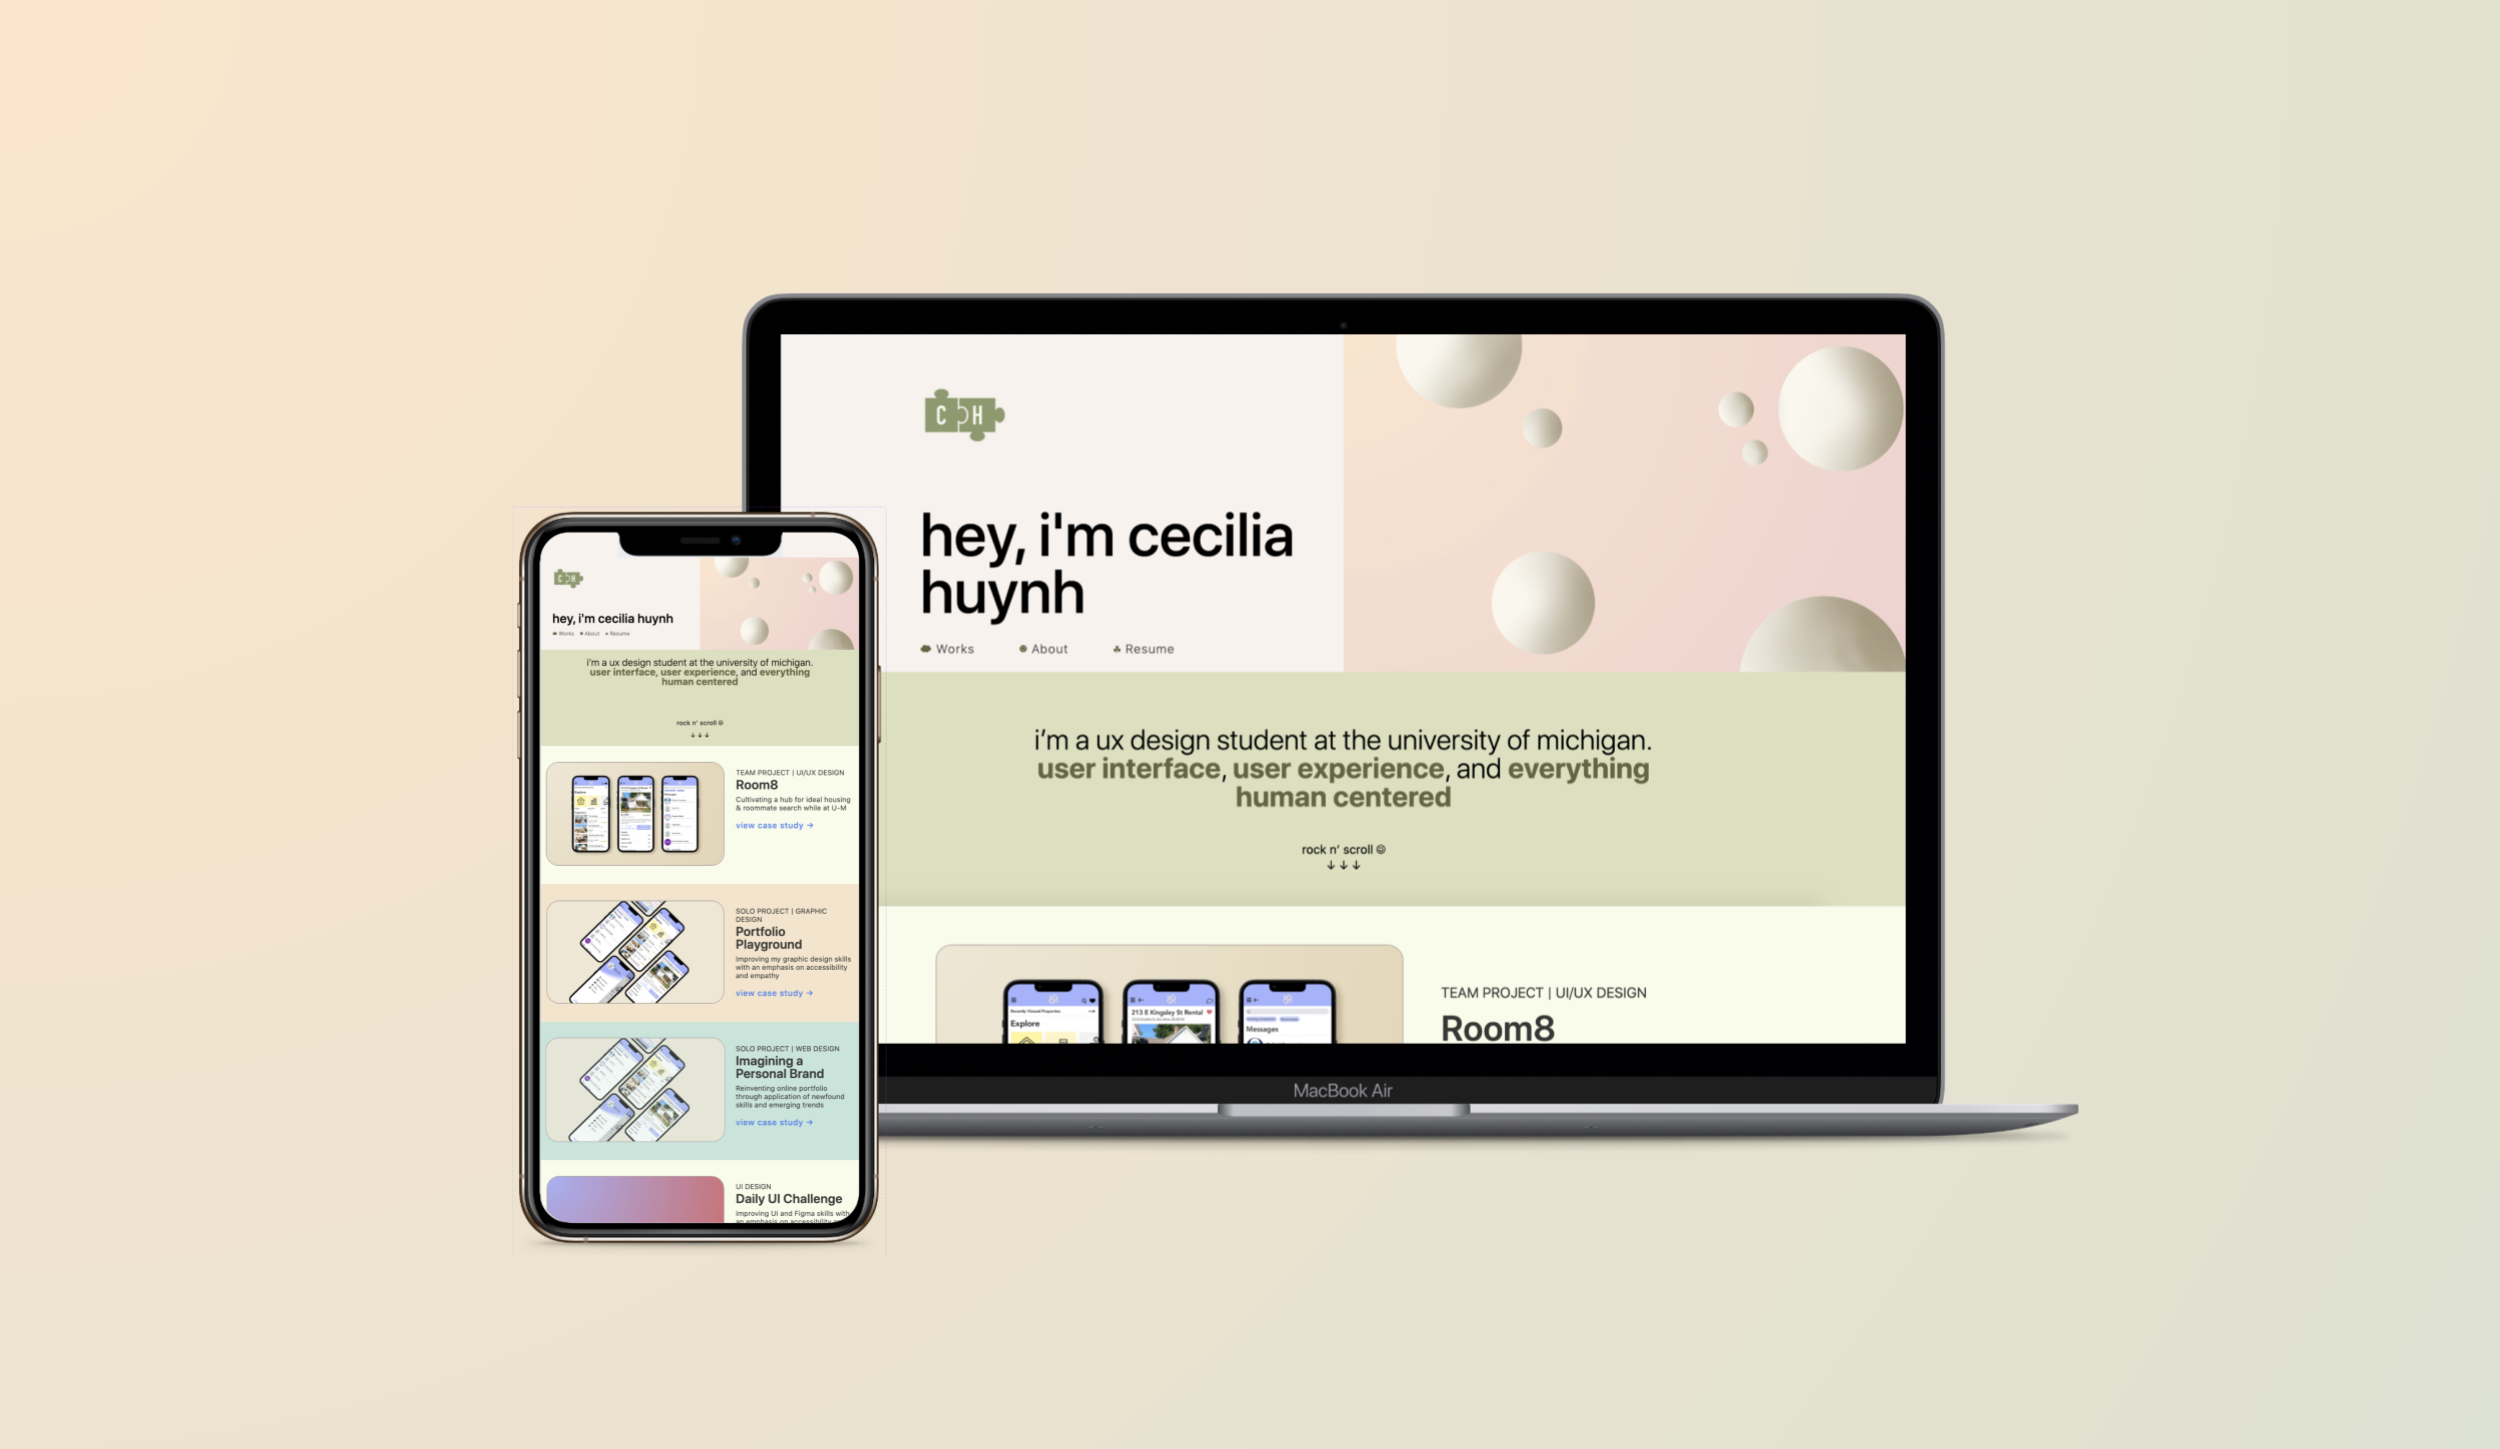 C H
hey, i'm cecilia
huynh
Works
About
Resume
i'm a ux design student at the university of michigan.
user interface, user experience, and everything
human centered
rock n' scroll ☺
↓↓↓
Recently Viewed Properties
Explore
213 E Kingsley St Rental
Messages
TEAM PROJECT | UI/UX DESIGN
Room8
MacBook Air
C H
hey, i'm cecilia huynh
Works
About
Resume
i'm a ux design student at the university of michigan.
user interface, user experience, and everything
human centered
rock n' scroll ☺
↓↓↓
Explore
TEAM PROJECT | UI/UX DESIGN
Room8
Cultivating a hub for ideal housing
& roommate search while at U-M
view case study →
SOLO PROJECT | GRAPHIC
DESIGN
Portfolio
Playground
Improving my graphic design skills
with an emphasis on accessibility
and empathy
view case study →
SOLO PROJECT | WEB DESIGN
Imagining a
Personal Brand
Reinventing online portfolio
through application of newfound
skills and emerging trends
view case study →
UI DESIGN
Daily UI Challenge
Improving UI and Figma skills with
an emphasis on accessibility